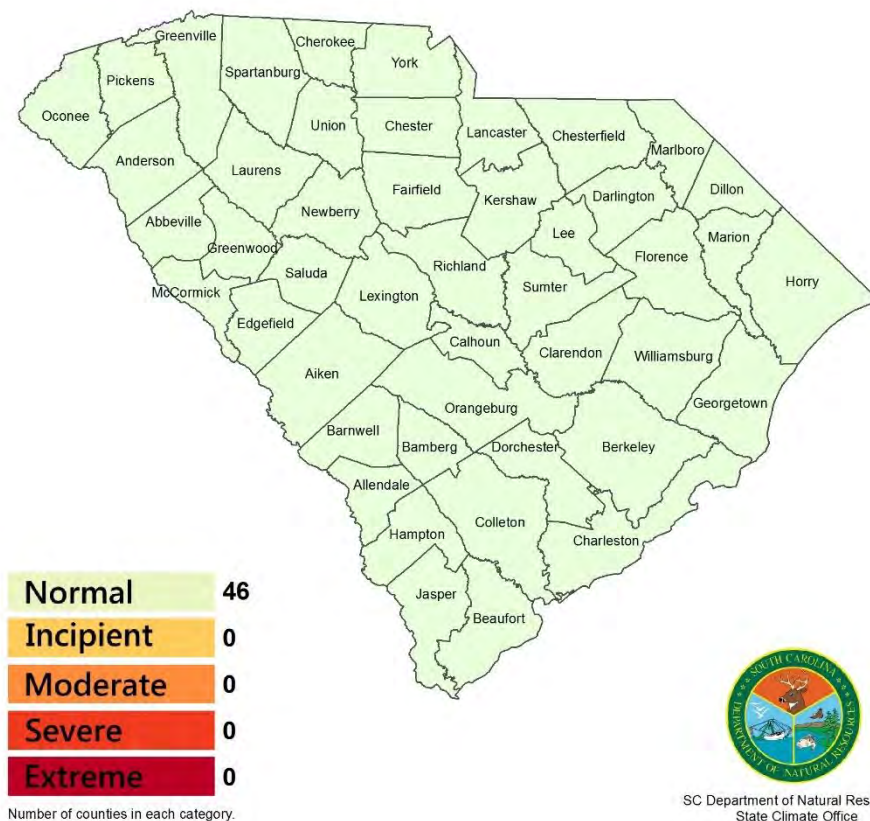 Greenville
Cherokee
York
Spartanburg
Pickens
Oconee
Union
Chester
Lancaster
Chesterfield
Marlboro
Anderson
Laurens
Fairfield
Kershaw
Darlington
Dillon
Newberry
Abbeville
Greenwood
Lee
Marion
Florence
Richland
Saluda
Horry
McCormick
Lexington
Sumter
Edgefield
Calhoun
Clarendon
Williamsburg
Aiken
Georgetown
Orangeburg
Barnwell
Bamberg
Dorchester
Berkeley
Allendale
Colleton
Hampton
Charleston
Jasper
Beaufort
Normal 46
Incipient 0
Moderate 0
Severe 0
Extreme 0
Number of counties in each category.
SOUTH CAROLINA
DEPARTMENT OF NATURAL RESOURCES
SC Department of Natural Res
State Climate Office